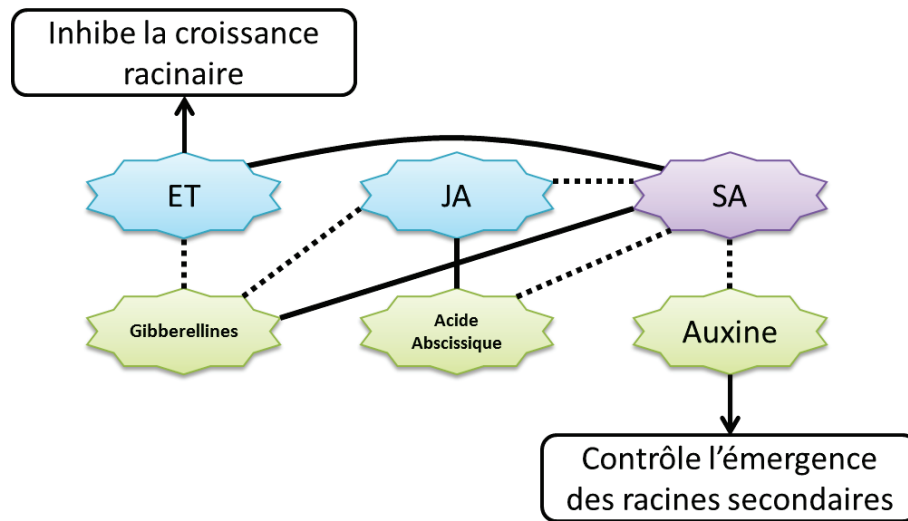 Inhibe la croissance
racinaire
ET
JA
SA
Gibberellines
Acide
Abscissique
Auxine
Contrôle l'émergence
des racines secondaires